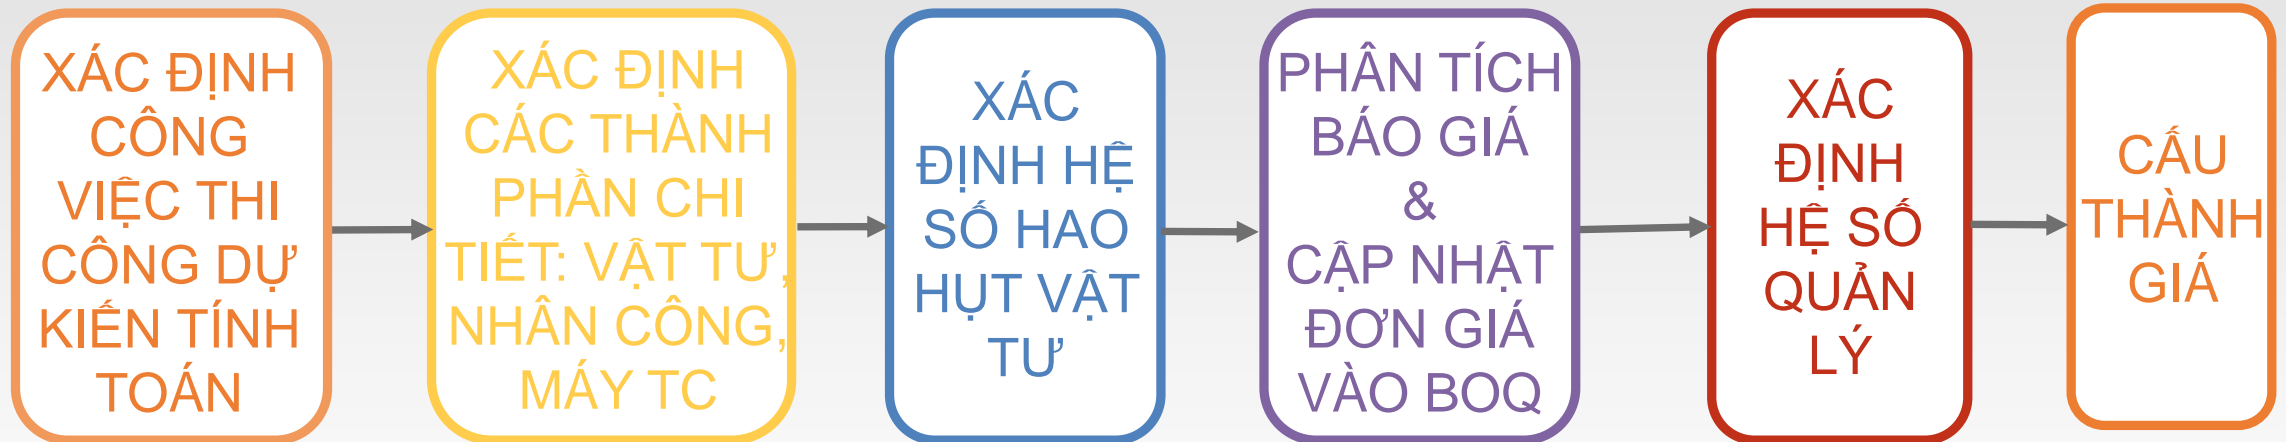 XÁC ĐỊNH
CÔNG
VIỆC THI
CÔNG DỰ
KIẾN TÍNH
TOÁN
XÁC ĐỊNH
CÁC THÀNH
PHẦN CHI
TIẾT: VẬT TƯ,
NHÂN CÔNG,
MÁY TC
XÁC
ĐỊNH HỆ
SỐ HAO
HỤT VẬT
TƯ
PHÂN TÍCH
BÁO GIÁ
&
CẬP NHẬT
ĐƠN GIÁ
VÀO BOQ
XÁC
ĐỊNH
HỆ SỐ
QUẢN
LÝ
CẤU
THÀNH
GIÁ